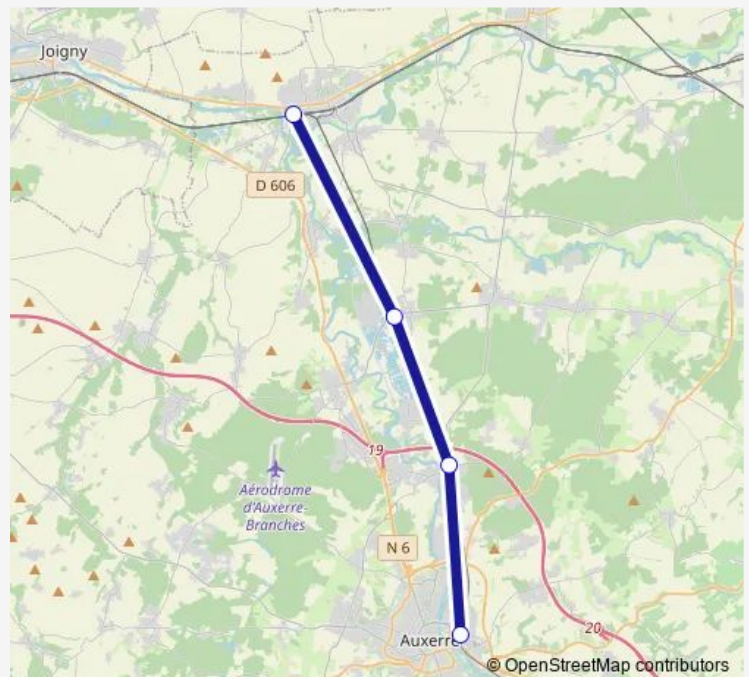 Joigny
D 606
19
Aérodrome
d'Auxerre-
Branches
N 6
20
Auxerre
© OpenStreetMap contributors